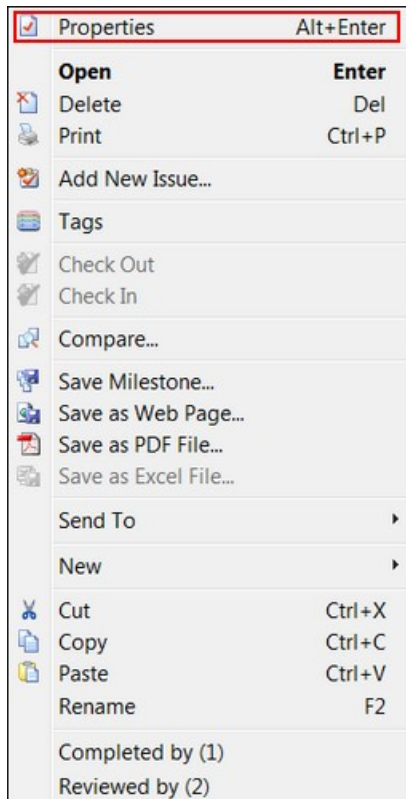 Properties Alt+Enter
Open Enter
Delete Del
Print Ctrl+P
Add New Issue...
Tags
Check Out
Check In
Compare...
Save Milestone...
Save as Web Page...
Save as PDF File...
Save as Excel File...
Send To
New
Cut Ctrl+X
Copy Ctrl+C
Paste Ctrl+V
Rename F2
Completed by (1)
Reviewed by (2)